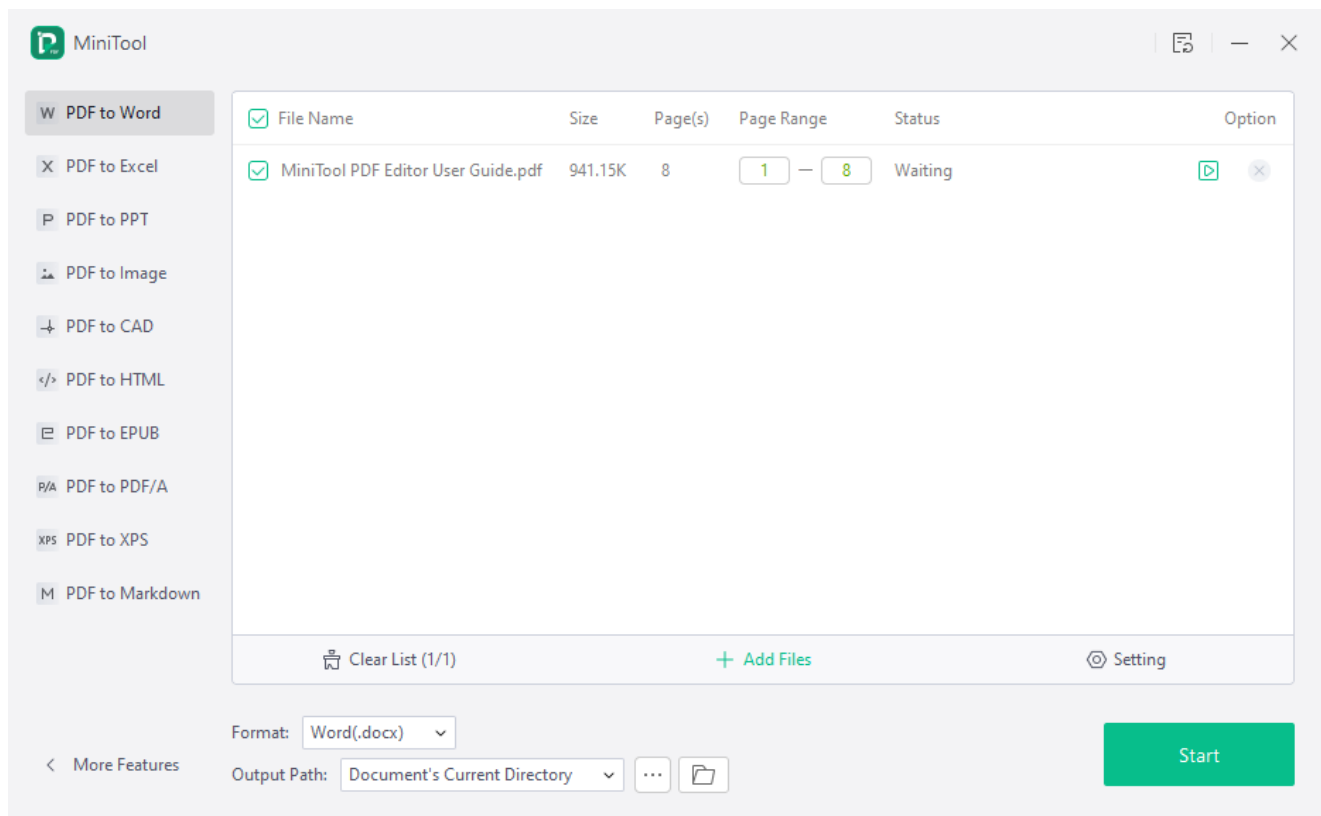 MiniTool
W PDF to Word
X PDF to Excel
P PDF to PPT
PDF to Image
PDF to CAD
</> PDF to HTML
E PDF to EPUB
P/A PDF to PDF/A
XPS PDF to XPS
M PDF to Markdown
More Features
File Name Size Page(s) Page Range Status Option
MiniTool PDF Editor User Guide.pdf 941.15K 8 1 — 8 Waiting
Clear List (1/1) + Add Files Setting
Format: Word(.docx)
Output Path: Document's Current Directory ...
Start